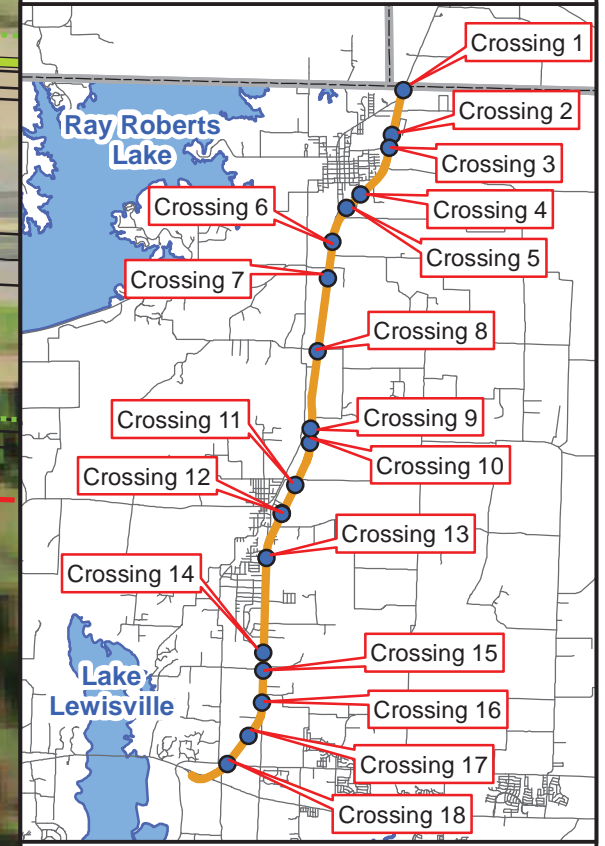 Crossing 1
Crossing 2
Ray Roberts
Lake
Crossing 3
Crossing 4
Crossing 6
Crossing 5
Crossing 7
Crossing 8
Crossing 11
Crossing 9
Crossing 10
Crossing 12
Crossing 13
Crossing 14
Crossing 15
Lake
Lewisville
Crossing 16
Crossing 17
Crossing 18